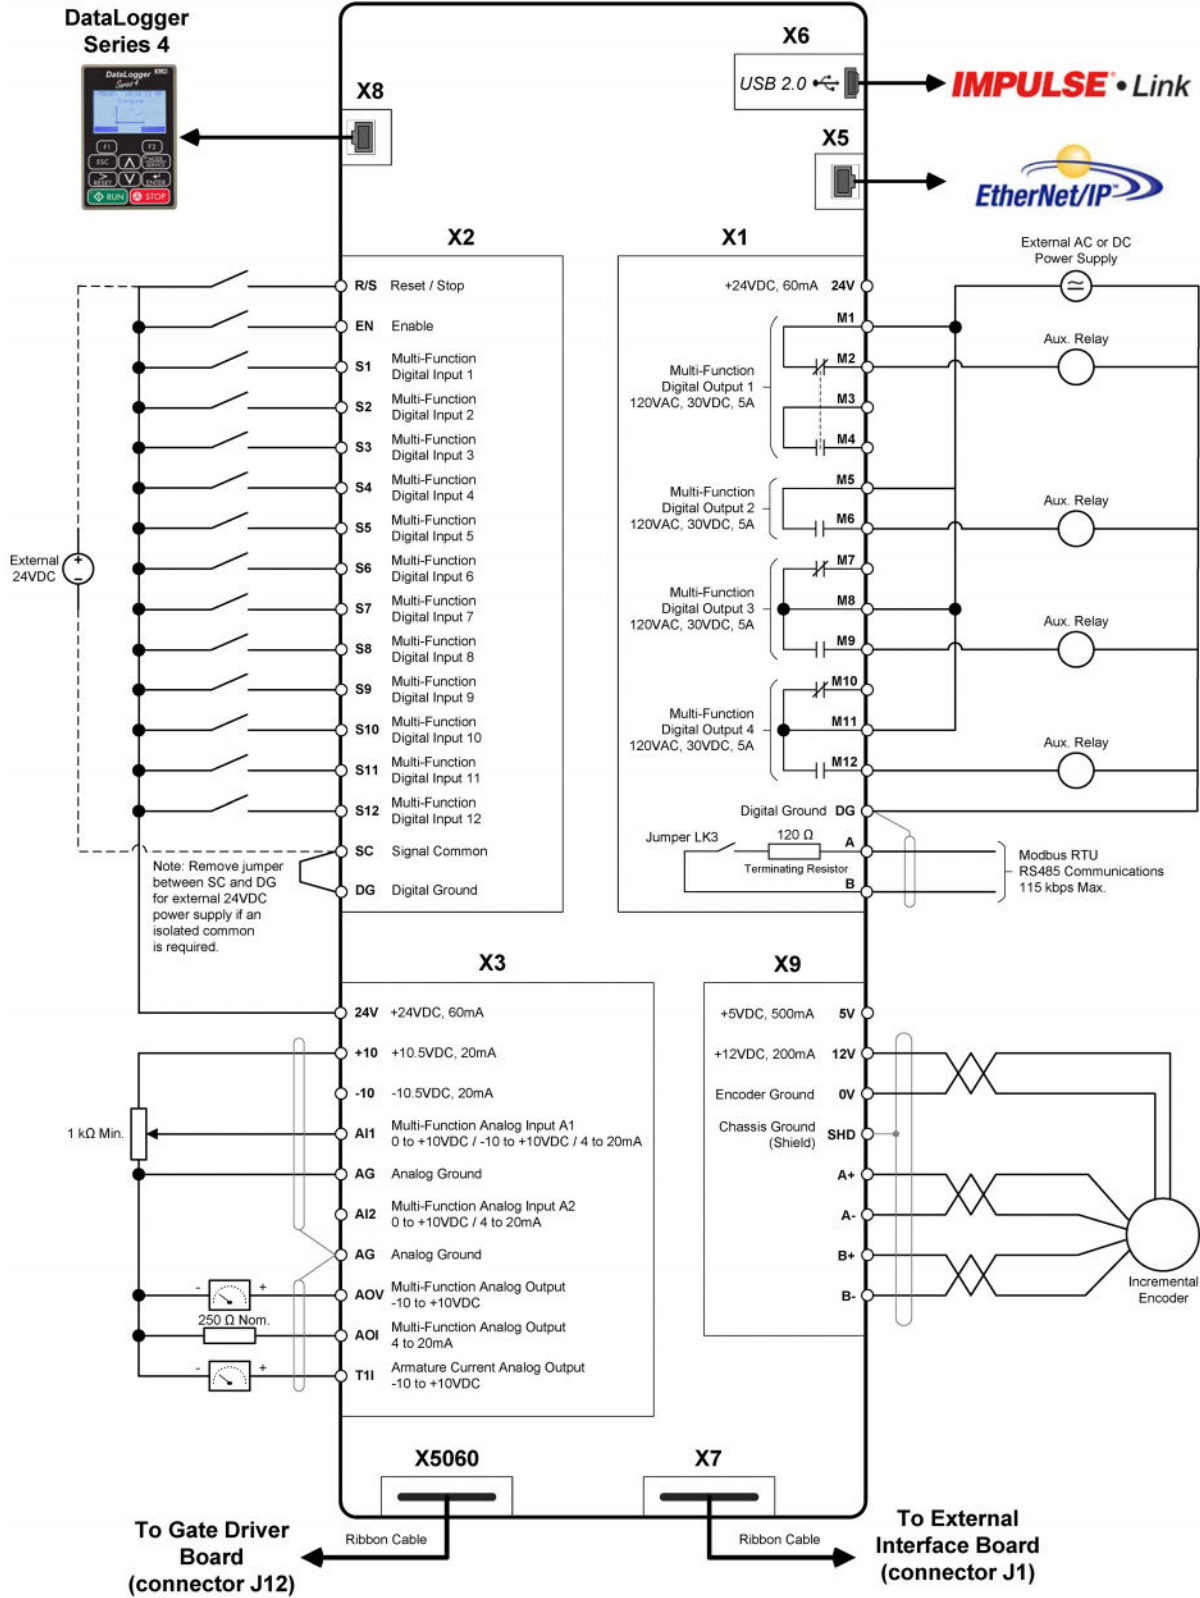 DataLogger
Series 4
DataLogger
Series 4
F1
F2
ESC
RESET
ENTER
RUN
STOP
X8
X6
USB 2.0
IMPULSE • Link
X5
EtherNet/IP™
X2
R/S Reset / Stop
EN Enable
S1 Multi-Function
Digital Input 1
S2 Multi-Function
Digital Input 2
S3 Multi-Function
Digital Input 3
S4 Multi-Function
Digital Input 4
S5 Multi-Function
Digital Input 5
S6 Multi-Function
Digital Input 6
S7 Multi-Function
Digital Input 7
S8 Multi-Function
Digital Input 8
S9 Multi-Function
Digital Input 9
S10 Multi-Function
Digital Input 10
S11 Multi-Function
Digital Input 11
S12 Multi-Function
Digital Input 12
SC Signal Common
DG Digital Ground
External
24VDC
+
−
Note: Remove jumper
between SC and DG
for external 24VDC
power supply if an
isolated common
is required.
X1
+24VDC, 60mA 24V
M1
M2
Multi-Function
Digital Output 1
120VAC, 30VDC, 5A
M3
M4
M5
Multi-Function
Digital Output 2
120VAC, 30VDC, 5A
M6
M7
Multi-Function
Digital Output 3
120VAC, 30VDC, 5A
M8
M9
M10
Multi-Function
Digital Output 4
120VAC, 30VDC, 5A
M11
M12
Digital Ground DG
Jumper LK3
120 Ω
A
Terminating Resistor
B
External AC or DC
Power Supply
Aux. Relay
Aux. Relay
Aux. Relay
Aux. Relay
Modbus RTU
RS485 Communications
115 kbps Max.
X3
24V +24VDC, 60mA
+10 +10.5VDC, 20mA
-10 -10.5VDC, 20mA
1 kΩ Min.
AI1 Multi-Function Analog Input A1
0 to +10VDC / -10 to +10VDC / 4 to 20mA
AG Analog Ground
AI2 Multi-Function Analog Input A2
0 to +10VDC / 4 to 20mA
AG Analog Ground
- +
AOV Multi-Function Analog Output
-10 to +10VDC
250 Ω Nom.
AOI Multi-Function Analog Output
4 to 20mA
- +
T1I Armature Current Analog Output
-10 to +10VDC
X9
+5VDC, 500mA 5V
+12VDC, 200mA 12V
Encoder Ground 0V
Chassis Ground
(Shield) SHD
A+
A-
B+
B-
Incremental
Encoder
X5060
X7
Ribbon Cable
Ribbon Cable
To Gate Driver
Board
(connector J12)
To External
Interface Board
(connector J1)